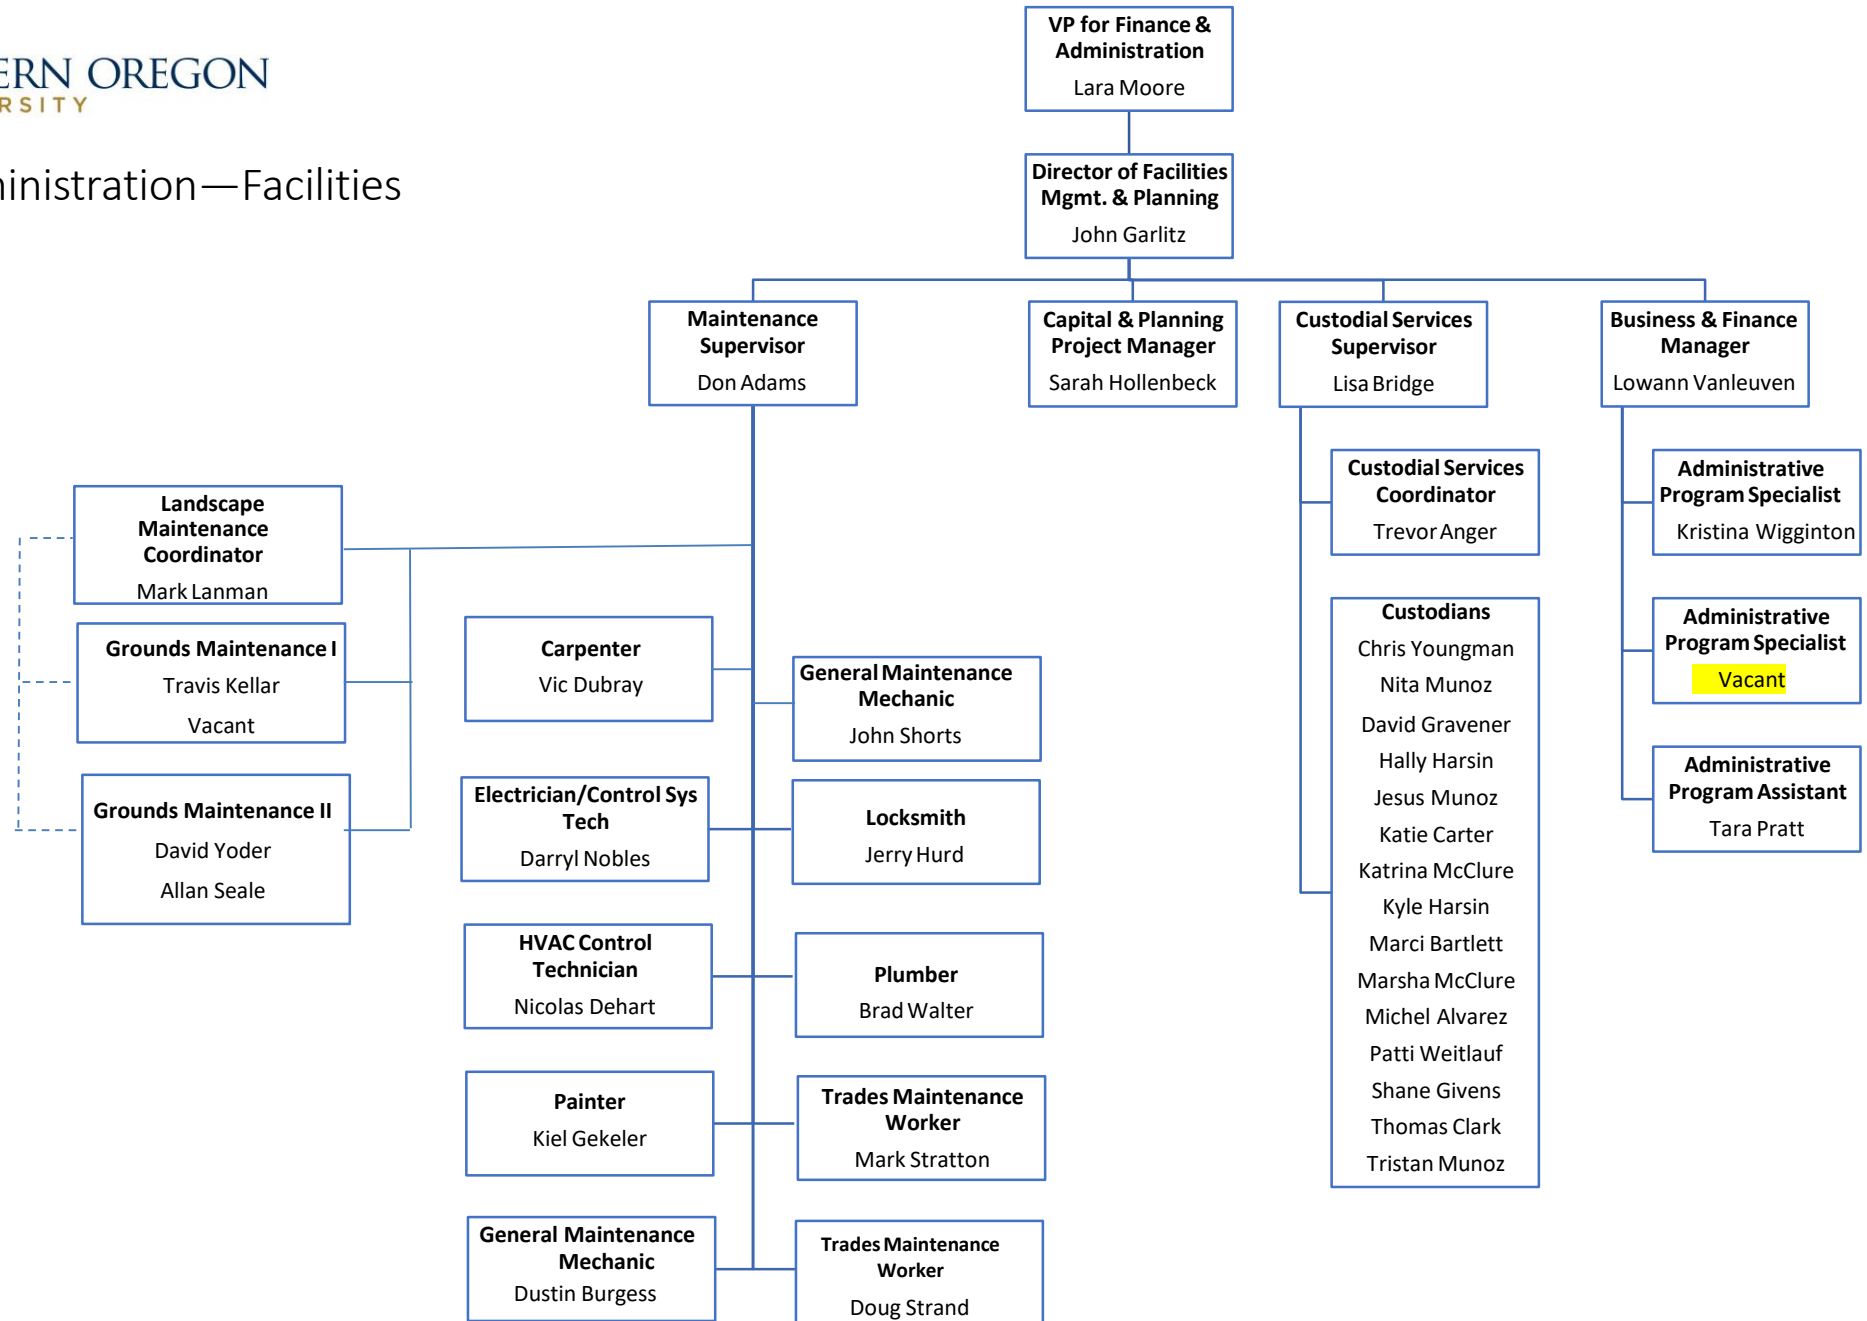 ERN OREGON
RSITY
ninistration—Facilities
VP for Finance &
Administration
Lara Moore
Director of Facilities
Mgmt. & Planning
John Garlitz
Maintenance
Supervisor
Don Adams
Capital & Planning
Project Manager
Sarah Hollenbeck
Custodial Services
Supervisor
Lisa Bridge
Business & Finance
Manager
Lowann Vanleuven
Landscape
Maintenance
Coordinator
Mark Lanman
Grounds Maintenance I
Travis Kellar
Vacant
Grounds Maintenance II
David Yoder
Allan Seale
Carpenter
Vic Dubray
General Maintenance
Mechanic
John Shorts
Electrician/Control Sys
Tech
Darryl Nobles
Locksmith
Jerry Hurd
HVAC Control
Technician
Nicolas Dehart
Plumber
Brad Walter
Painter
Kiel Gekeler
Trades Maintenance
Worker
Mark Stratton
General Maintenance
Mechanic
Dustin Burgess
Trades Maintenance
Worker
Doug Strand
Custodial Services
Coordinator
Trevor Anger
Custodians
Chris Youngman
Nita Munoz
David Gravener
Hally Harsin
Jesus Munoz
Katie Carter
Katrina McClure
Kyle Harsin
Marci Bartlett
Marsha McClure
Michel Alvarez
Patti Weitlauf
Shane Givens
Thomas Clark
Tristan Munoz
Administrative
Program Specialist
Kristina Wigginton
Administrative
Program Specialist
Vacant
Administrative
Program Assistant
Tara Pratt